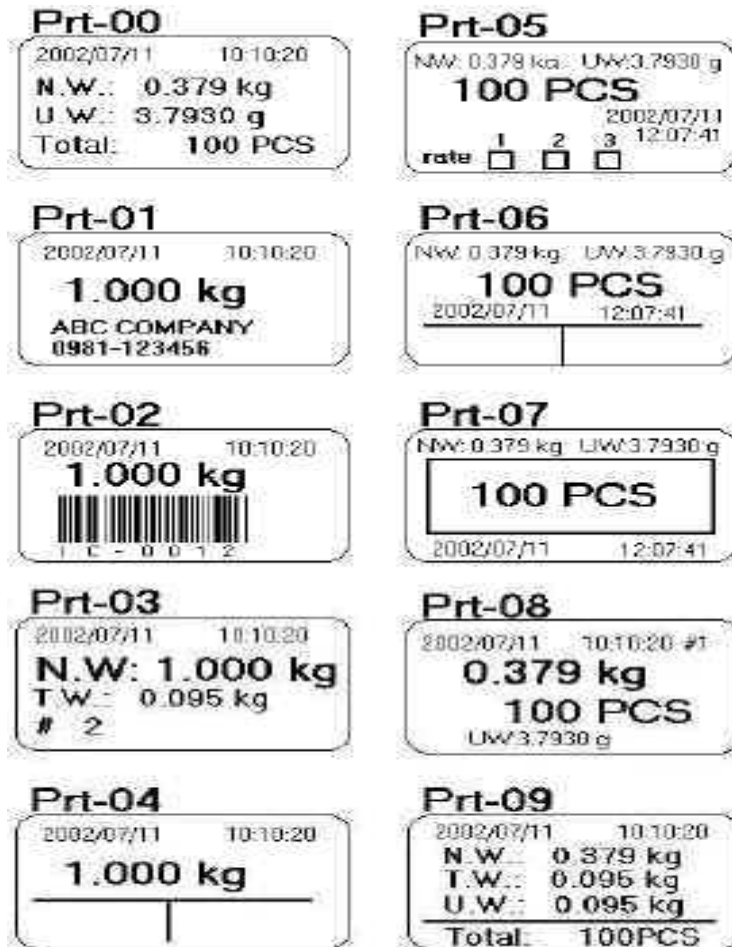 Prt-00
2002/07/11 10:10:20
N.W.: 0.379 kg
U.W.: 3.7930 g
Total: 100 PCS
Prt-01
2002/07/11 10:10:20
1.000 kg
ABC COMPANY
0981-123456
Prt-02
2002/07/11 10:10:20
1.000 kg
I C - 0 0 1 2
Prt-03
2002/07/11 10:10:20
N.W: 1.000 kg
T.W.: 0.095 kg
# 2
Prt-04
2002/07/11 10:10:20
1.000 kg
Prt-05
NW: 0.379 kg UW:3.7930 g
100 PCS
2002/07/11
12:07:41
1 2 3
rate
Prt-06
NW: 0.379 kg UW:3.7930 g
100 PCS
2002/07/11 12:07:41
Prt-07
NW: 0.379 kg UW:3.7930 g
100 PCS
2002/07/11 12:07:41
Prt-08
2002/07/11 10:10:20 #1
0.379 kg
100 PCS
UW:3.7930 g
Prt-09
2002/07/11 10:10:20
N.W.: 0.379 kg
T.W.: 0.095 kg
U.W.: 0.095 kg
Total: 100PCS